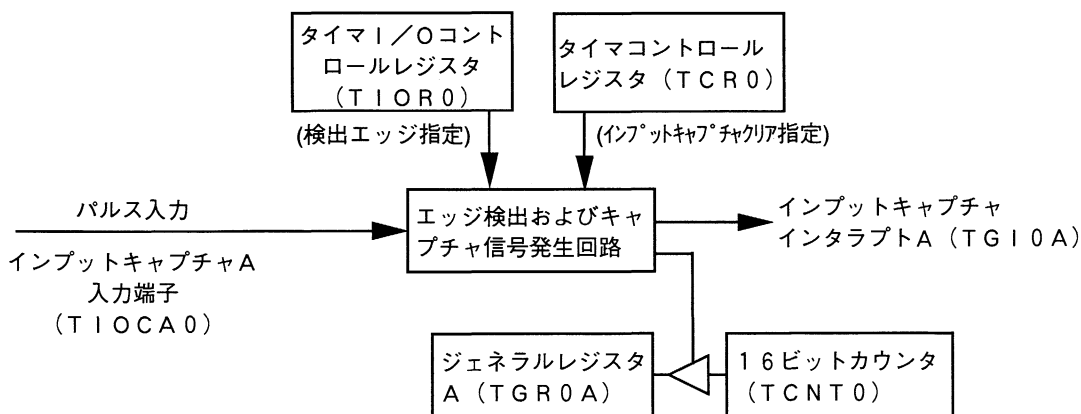 タイマI/Oコント
ロールレジスタ
(TIOR0)
タイマコントロール
レジスタ(TCR0)
(検出エッジ指定)
(インプットキャプチャクリア指定)
パルス入力
インプットキャプチャA
入力端子
(TIOCA0)
エッジ検出およびキャ
プチャ信号発生回路
インプットキャプチャ
インタラプトA(TGI0A)
ジェネラルレジスタ
A(TGR0A)
16ビットカウンタ
(TCNT0)